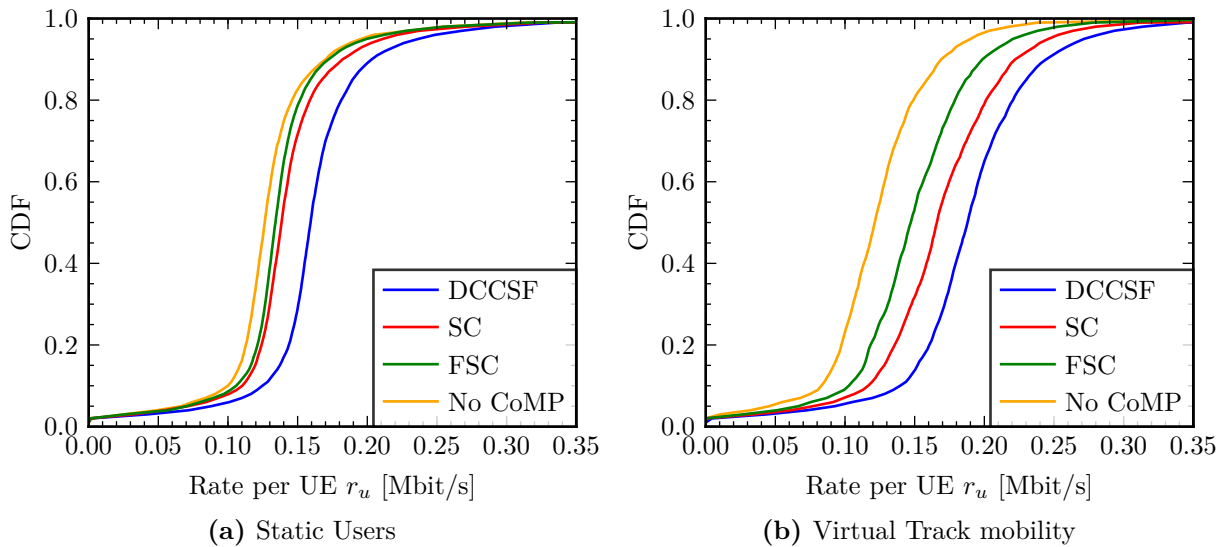 1.0
0.8
0.6
0.4
0.2
0.0
CDF
0.00 0.05 0.10 0.15 0.20 0.25 0.30 0.35
Rate per UE r_u [Mbit/s]
DCCSF
SC
FSC
No CoMP
(a) Static Users
1.0
0.8
0.6
0.4
0.2
0.0
CDF
0.00 0.05 0.10 0.15 0.20 0.25 0.30 0.35
Rate per UE r_u [Mbit/s]
DCCSF
SC
FSC
No CoMP
(b) Virtual Track mobility